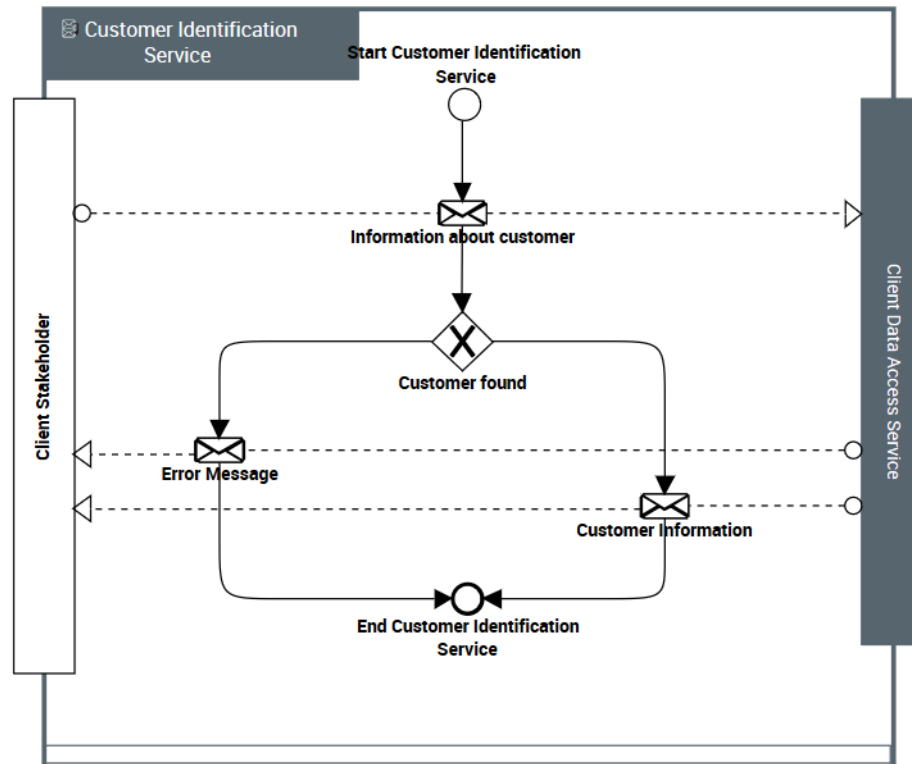 Customer Identification
Service
Start Customer Identification
Service
Information about customer
Client Stakeholder
Client Data Access Service
Customer found
Error Message
Customer Information
End Customer Identification
Service